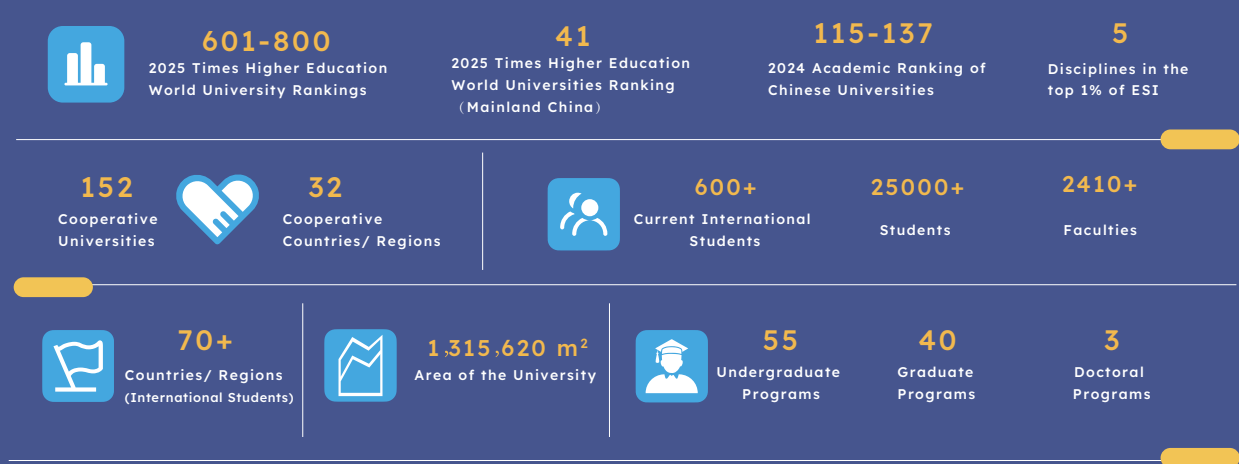 601-800
2025 Times Higher Education
World University Rankings
41
2025 Times Higher Education
World Universities Ranking
（Mainland China）
115-137
2024 Academic Ranking of
Chinese Universities
5
Disciplines in the
top 1% of ESI
152
Cooperative
Universities
32
Cooperative
Countries/ Regions
600+
Current International
Students
25000+
Students
2410+
Faculties
70+
Countries/ Regions
(International Students)
1,315,620 m²
Area of the University
55
Undergraduate
Programs
40
Graduate
Programs
3
Doctoral
Programs